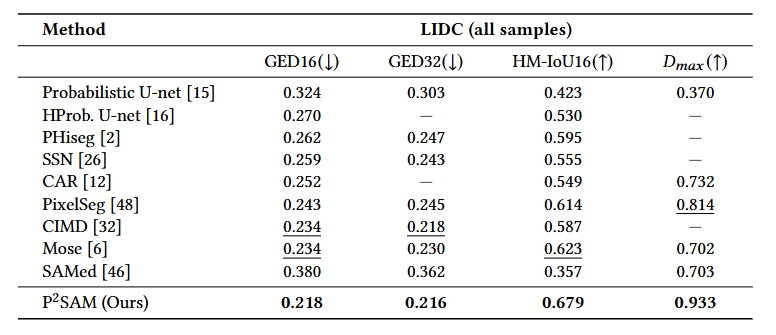 Method LIDC (all samples)
GED16(↓) GED32(↓) HM-IoU16(↑) D_max(↑)
Probabilistic U-net [15] 0.324 0.303 0.423 0.370
HProb. U-net [16] 0.270 — 0.530 —
PHiseg [2] 0.262 0.247 0.595 —
SSN [26] 0.259 0.243 0.555 —
CAR [12] 0.252 — 0.549 0.732
PixelSeg [48] 0.243 0.245 0.614 0.814
CIMD [32] 0.234 0.218 0.587 —
Mose [6] 0.234 0.230 0.623 0.702
SAMed [46] 0.380 0.362 0.357 0.703
P²SAM (Ours) 0.218 0.216 0.679 0.933